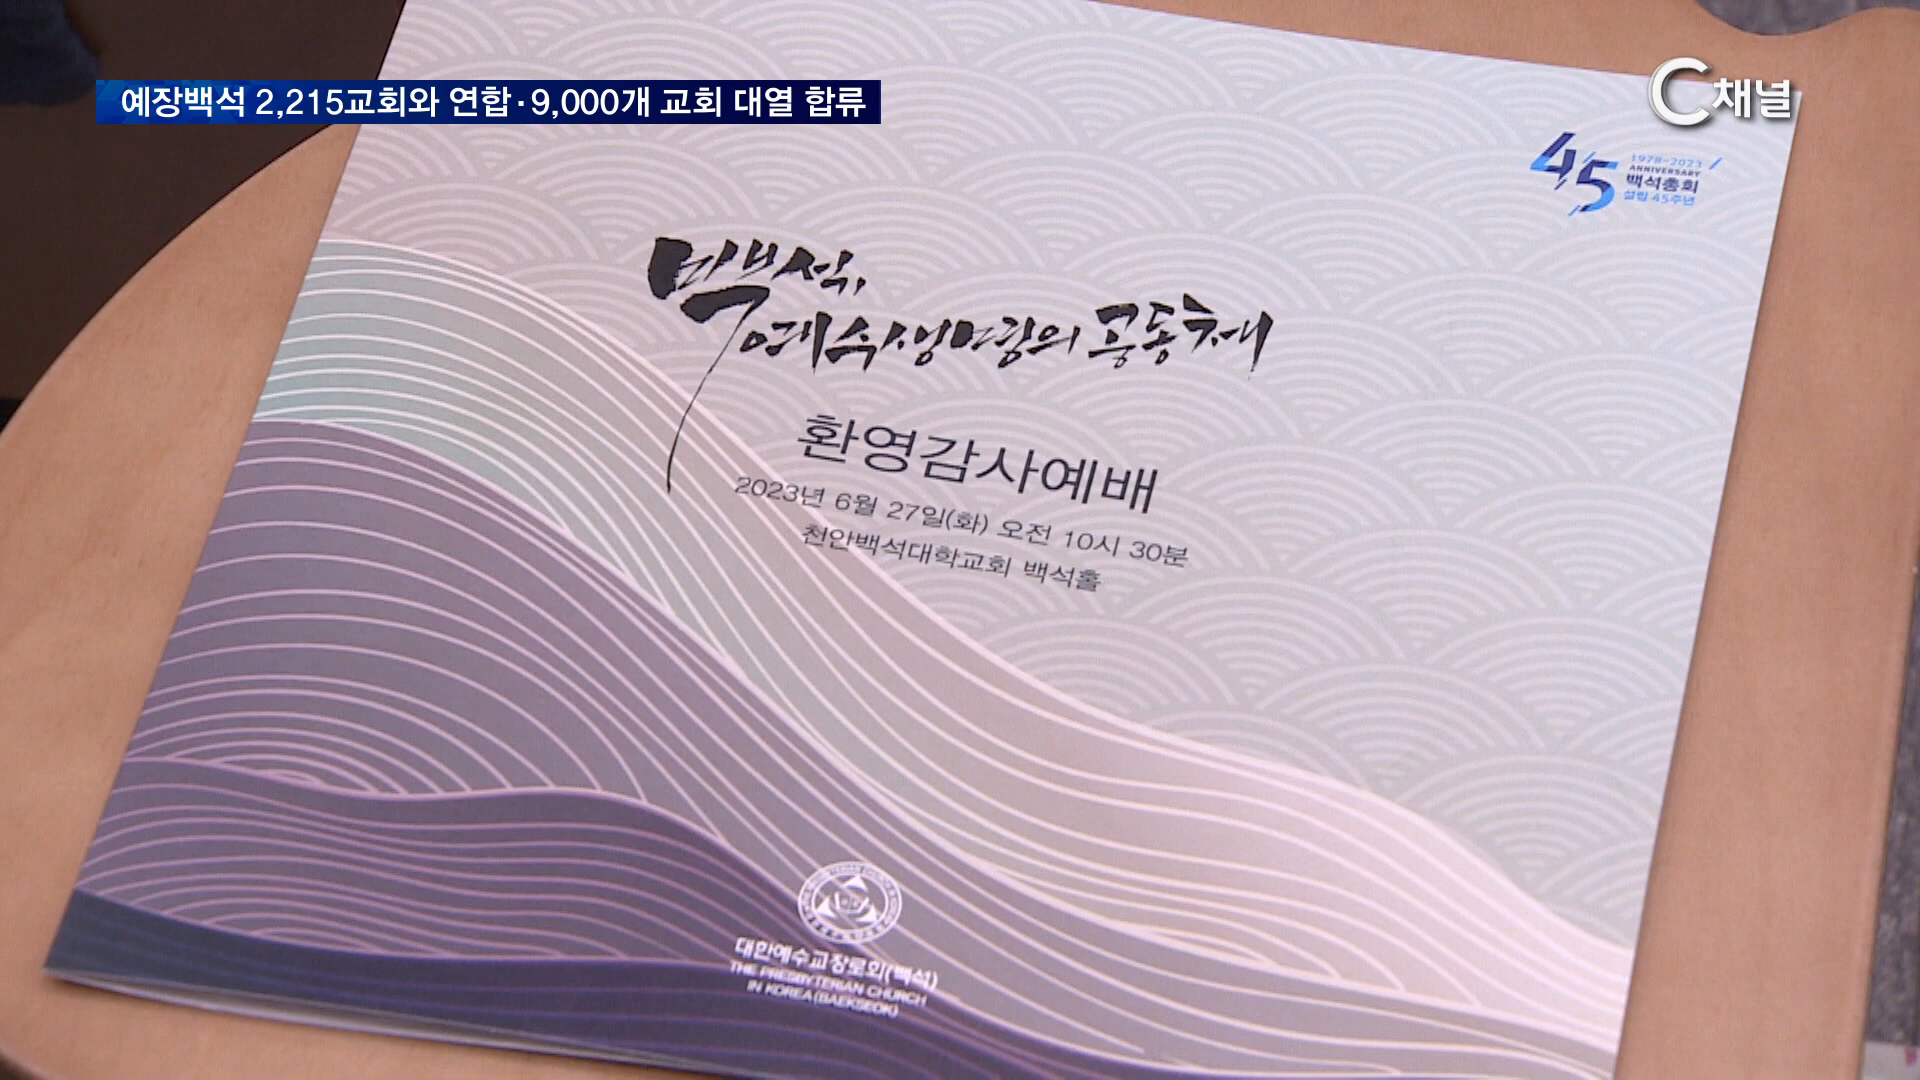 예장백석 2,215교회와 연합·9,000개 교회 대열 합류
C채널
45
1978-2023
ANNIVERSARY
백석총회
설립 45주년
백석,
예수생명의 공동체
환영감사예배
2023년 6월 27일(화) 오전 10시 30분
천안백석대학교회 백석홀
대한예수교장로회(백석)
THE PRESBYTERIAN CHURCH
IN KOREA(BAEKSEOK)